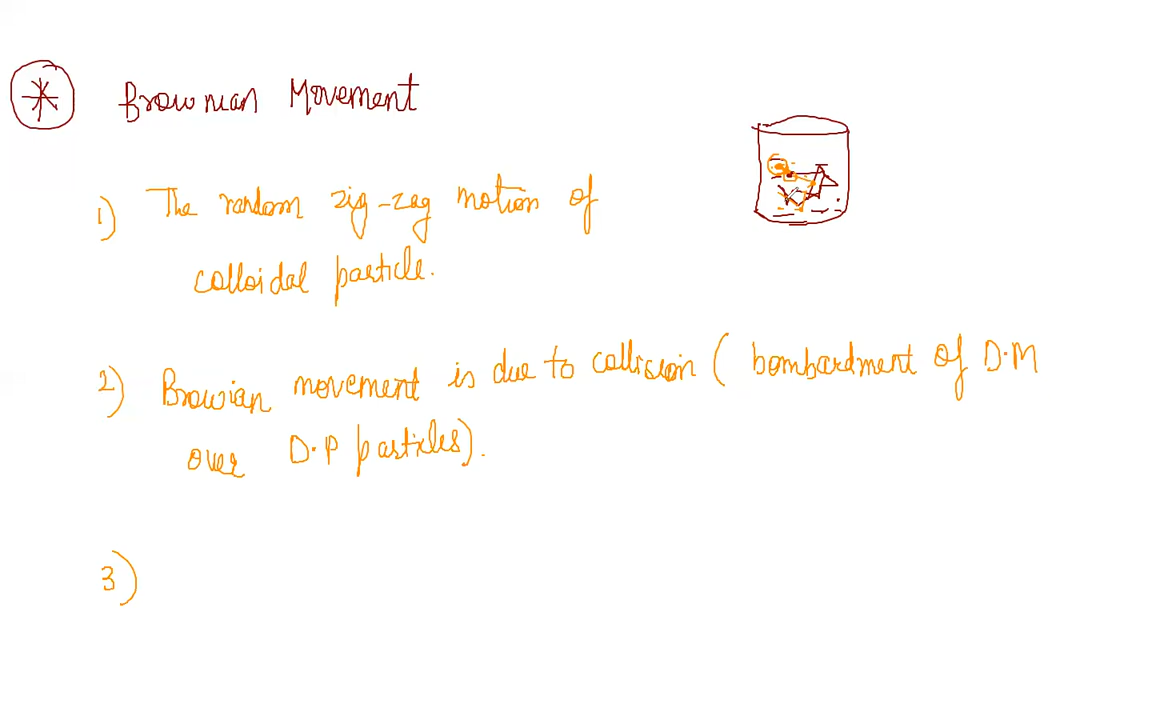 Brownian Movement
1) The random zig-zag motion of
colloidal particle.
2) Browian movement is due to collision ( bombardment of D.M
over D.P particles).
3)